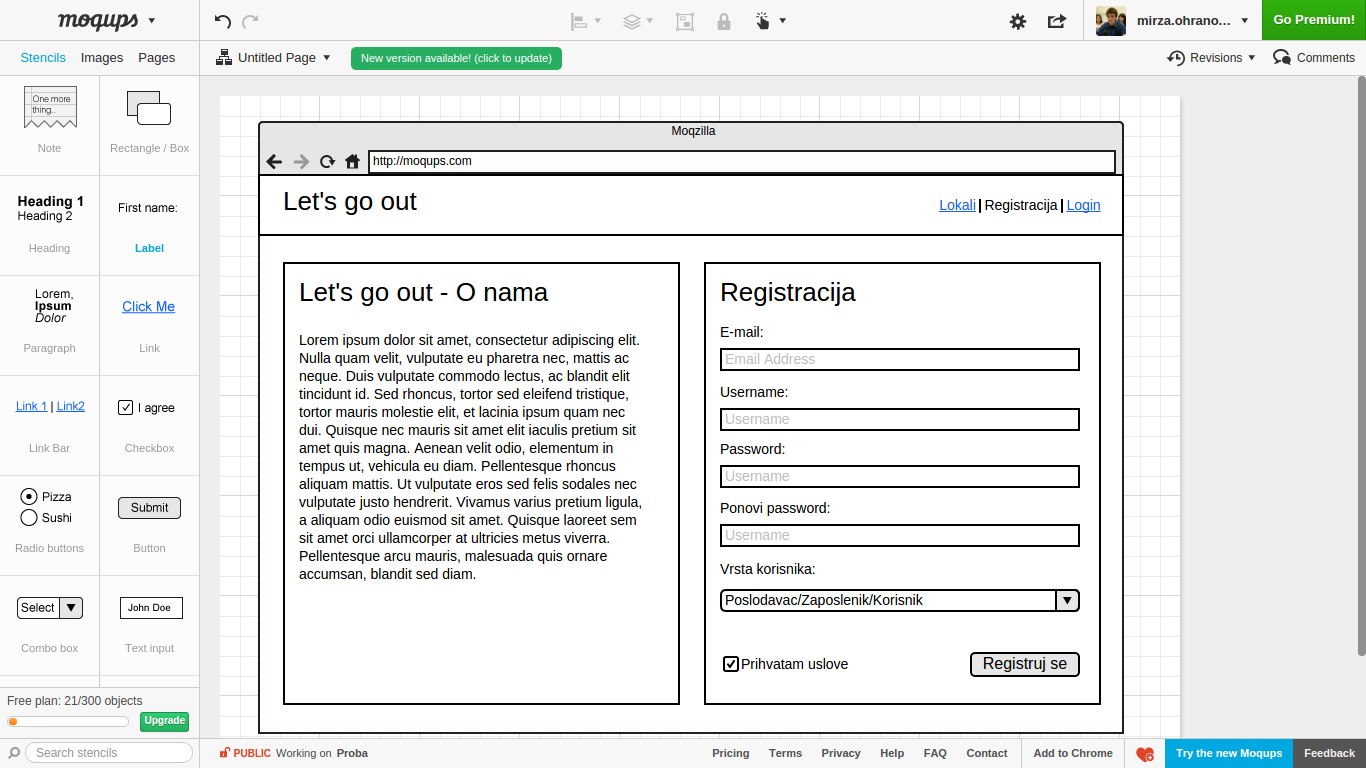 moqups
mirza.ohrano...
Go Premium!
Stencils Images Pages
Untitled Page
New version available! (click to update)
Revisions
Comments
One more
thing..
Note
Rectangle / Box
Heading 1
Heading 2
Heading
First name:
Label
Lorem,
Ipsum
Dolor
Paragraph
Click Me
Link
Link 1 | Link2
Link Bar
I agree
Checkbox
Pizza
Sushi
Radio buttons
Submit
Button
Select
Combo box
John Doe
Text input
Free plan: 21/300 objects
Upgrade
Search stencils
Moqzilla
http://moqups.com
Let's go out
Lokali | Registracija | Login
Let's go out - O nama
Lorem ipsum dolor sit amet, consectetur adipiscing elit.
Nulla quam velit, vulputate eu pharetra nec, mattis ac
neque. Duis vulputate commodo lectus, ac blandit elit
tincidunt id. Sed rhoncus, tortor sed eleifend tristique,
tortor mauris molestie elit, et lacinia ipsum quam nec
dui. Quisque nec mauris sit amet elit iaculis pretium sit
amet quis magna. Aenean velit odio, elementum in
tempus ut, vehicula eu diam. Pellentesque rhoncus
aliquam mattis. Ut vulputate eros sed felis sodales nec
vulputate justo hendrerit. Vivamus varius pretium ligula,
a aliquam odio euismod sit amet. Quisque laoreet sem
sit amet orci ullamcorper at ultricies metus viverra.
Pellentesque arcu mauris, malesuada quis ornare
accumsan, blandit sed diam.
Registracija
E-mail:
Email Address
Username:
Username
Password:
Username
Ponovi password:
Username
Vrsta korisnika:
Poslodavac/Zaposlenik/Korisnik
Prihvatam uslove
Registruj se
PUBLIC Working on Proba
Pricing Terms Privacy Help FAQ Contact
Add to Chrome
Try the new Moqups
Feedback